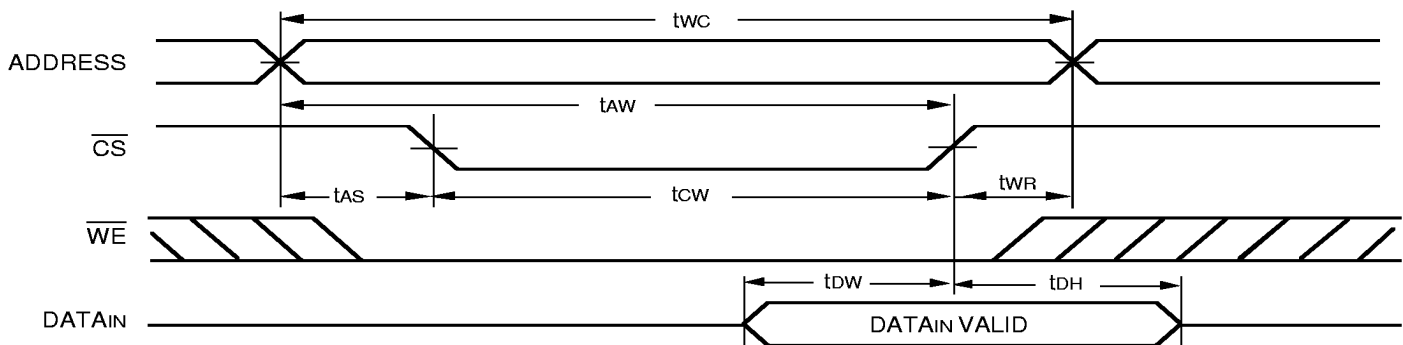 tWC
ADDRESS
tAW
CS
tAS tCW tWR
WE
tDW tDH
DATAIN DATAIN VALID